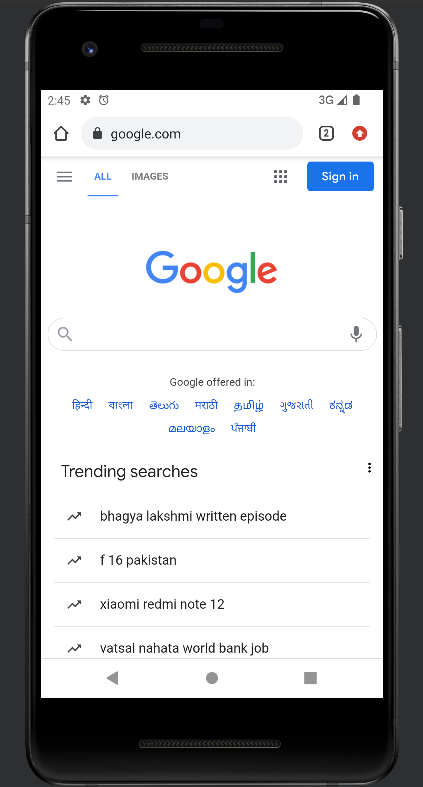 2:45 3G
google.com 2
ALL IMAGES Sign in
Google
Google offered in:
हिन्दी বাংলা తెలుగు मराठी தமிழ் ગુજરાતી ಕನ್ನಡ
മലയാളം ਪੰਜਾਬੀ
Trending searches
bhagya lakshmi written episode
f 16 pakistan
xiaomi redmi note 12
vatsal nahata world bank job